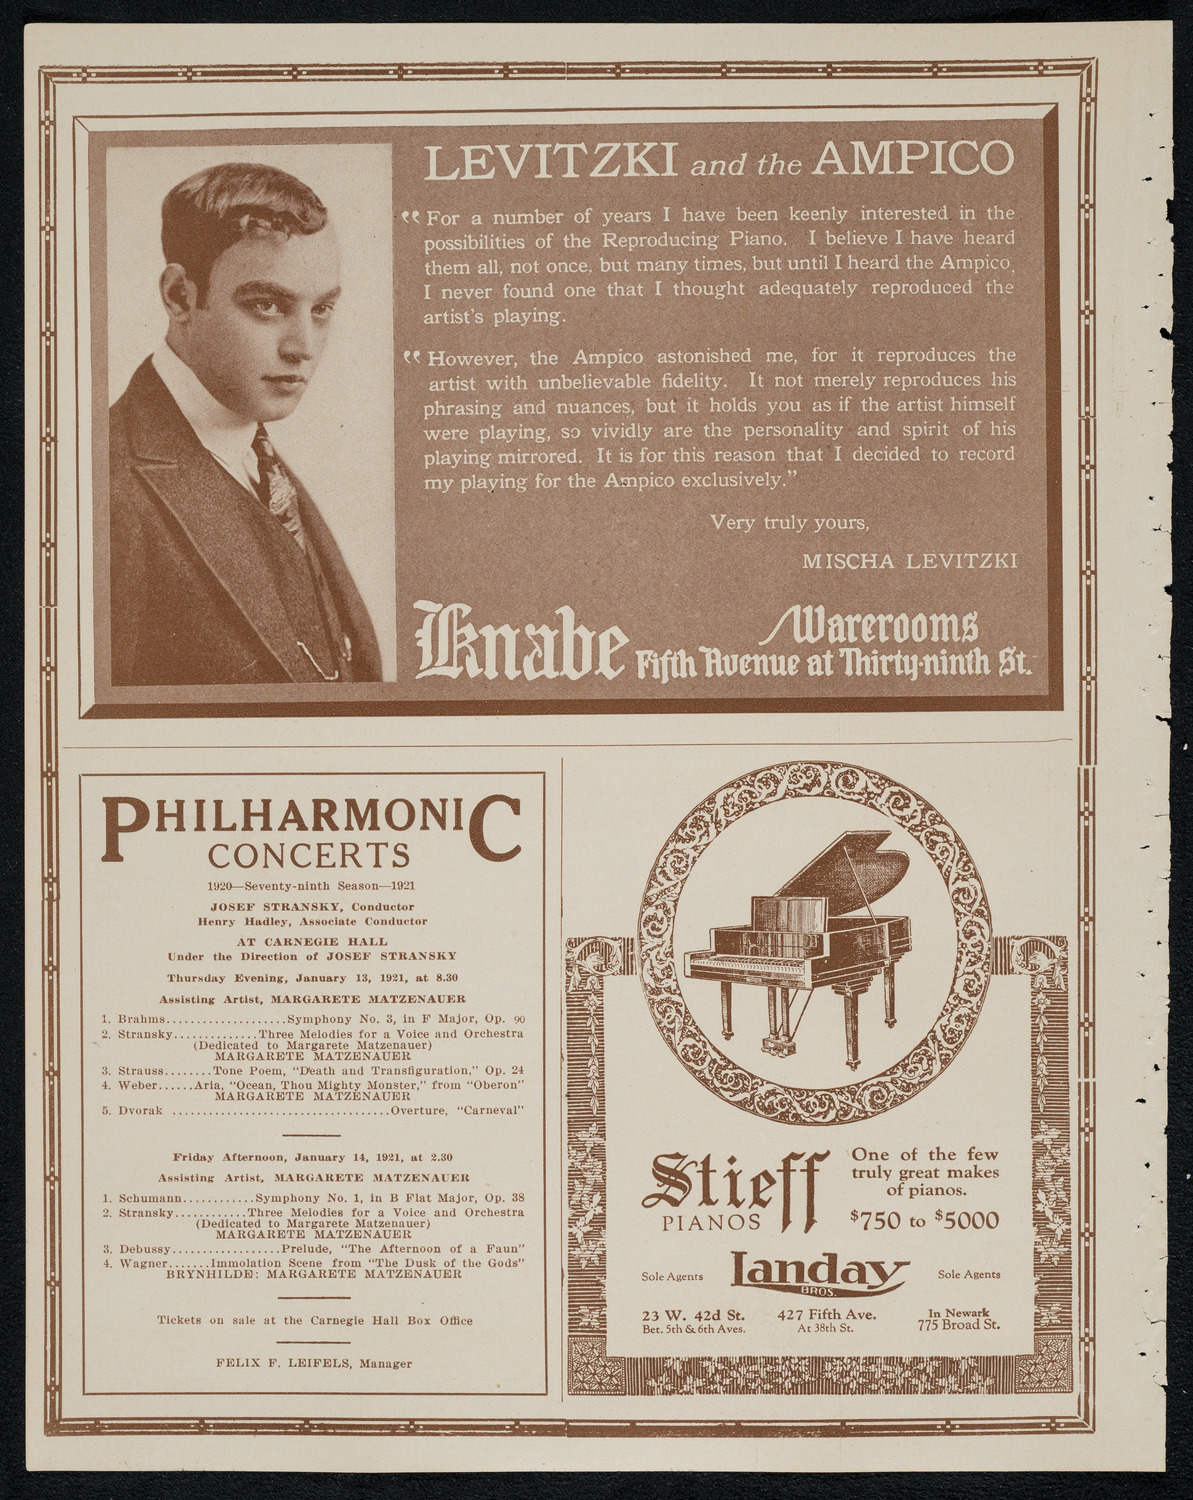 LEVITZKI and the AMPICO
“For a number of years I have been keenly interested in the
possibilities of the Reproducing Piano. I believe I have heard
them all, not once, but many times, but until I heard the Ampico,
I never found one that I thought adequately reproduced the
artist's playing.
“However, the Ampico astonished me, for it reproduces the
artist with unbelievable fidelity. It not merely reproduces his
phrasing and nuances, but it holds you as if the artist himself
were playing, so vividly are the personality and spirit of his
playing mirrored. It is for this reason that I decided to record
my playing for the Ampico exclusively.”
Very truly yours,
MISCHA LEVITZKI
Knabe Warerooms
Fifth Avenue at Thirty-ninth St.
PHILHARMONIC
CONCERTS
1920—Seventy-ninth Season—1921
JOSEF STRANSKY, Conductor
Henry Hadley, Associate Conductor
AT CARNEGIE HALL
Under the Direction of JOSEF STRANSKY
Thursday Evening, January 13, 1921, at 8.30
Assisting Artist, MARGARETE MATZENAUER
1. Brahms....................Symphony No. 3, in F Major, Op. 90
2. Stransky..............Three Melodies for a Voice and Orchestra
(Dedicated to Margarete Matzenauer)
MARGARETE MATZENAUER
3. Strauss........Tone Poem, “Death and Transfiguration,” Op. 24
4. Weber......Aria, “Ocean, Thou Mighty Monster,” from “Oberon”
MARGARETE MATZENAUER
5. Dvorak ...................................Overture, “Carneval”
Friday Afternoon, January 14, 1921, at 2.30
Assisting Artist, MARGARETE MATZENAUER
1. Schumann............Symphony No. 1, in B Flat Major, Op. 38
2. Stransky............Three Melodies for a Voice and Orchestra
(Dedicated to Margarete Matzenauer)
MARGARETE MATZENAUER
3. Debussy..................Prelude, “The Afternoon of a Faun”
4. Wagner.......Immolation Scene from “The Dusk of the Gods”
BRYNHILDE: MARGARETE MATZENAUER
Tickets on sale at the Carnegie Hall Box Office
FELIX F. LEIFELS, Manager
Stieff
PIANOS
One of the few
truly great makes
of pianos.
$750 to $5000
Sole Agents Landay Sole Agents
BROS.
23 W. 42d St. 427 Fifth Ave. In Newark
Bet. 5th & 6th Aves. At 38th St. 775 Broad St.